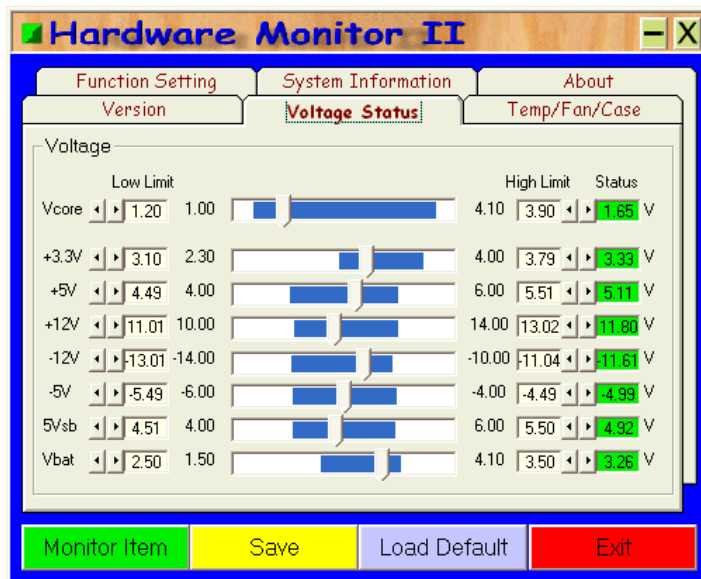 Hardware Monitor II
Function Setting System Information About
Version Voltage Status Temp/Fan/Case
Voltage
Low Limit High Limit Status
Vcore 1.20 1.00 4.10 3.90 1.65 V
+3.3V 3.10 2.30 4.00 3.79 3.33 V
+5V 4.49 4.00 6.00 5.51 5.11 V
+12V 11.01 10.00 14.00 13.02 11.80 V
-12V -13.01 -14.00 -10.00 -11.04 -11.61 V
-5V -5.49 -6.00 -4.00 -4.49 -4.99 V
5Vsb 4.51 4.00 6.00 5.50 4.92 V
Vbat 2.50 1.50 4.10 3.50 3.26 V
Monitor Item Save Load Default Exit